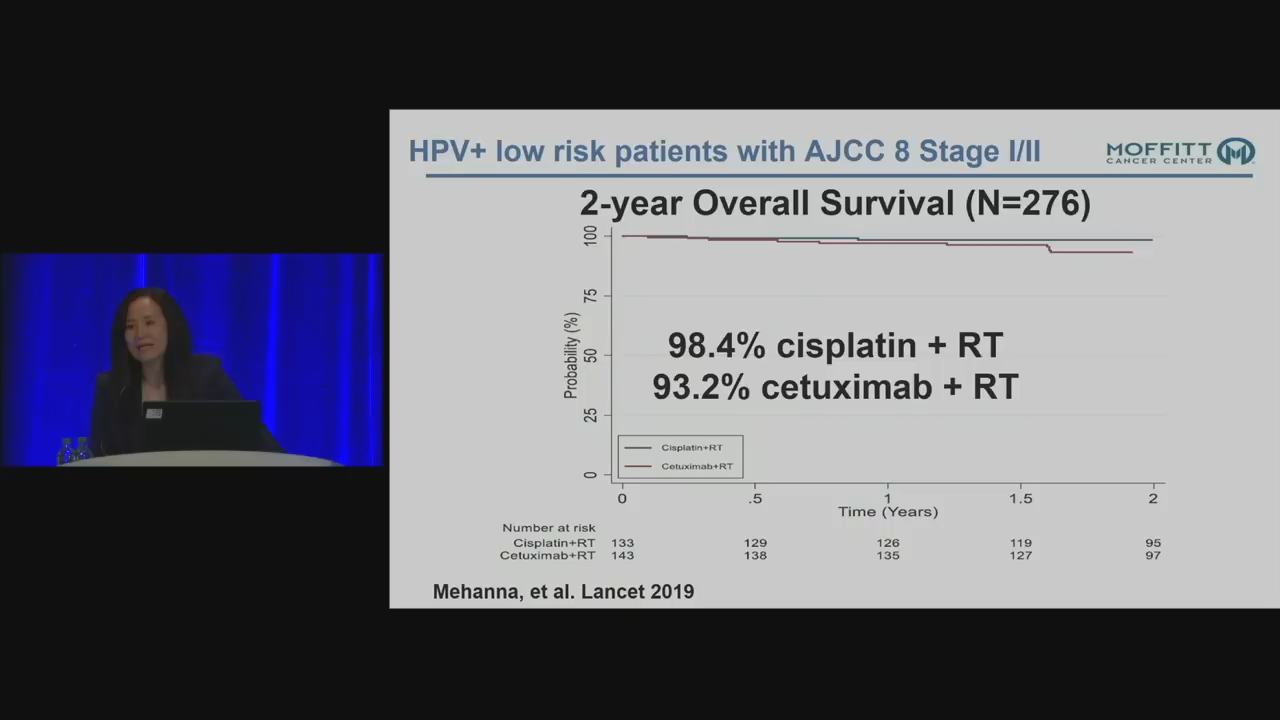 HPV+ low risk patients with AJCC 8 Stage I/II
MOFFITT
CANCER CENTER
2-year Overall Survival (N=276)
100
75
50
25
0
Probability (%)
98.4% cisplatin + RT
93.2% cetuximab + RT
Cisplatin+RT
Cetuximab+RT
0 .5 1 1.5 2
Time (Years)
Number at risk
Cisplatin+RT 133 129 126 119 95
Cetuximab+RT 143 138 135 127 97
Mehanna, et al. Lancet 2019